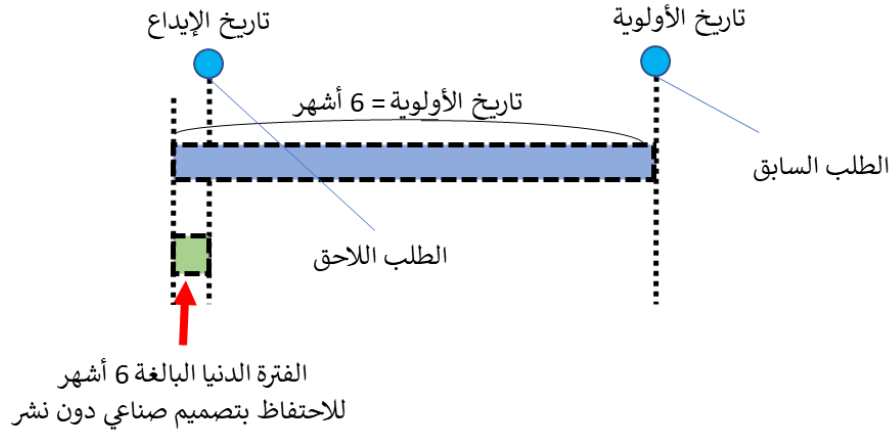 تاريخ الأولوية
تاريخ الإيداع
تاريخ الأولوية = 6 أشهر
الطلب السابق
الطلب اللاحق
الفترة الدنيا البالغة 6 أشهر
للاحتفاظ بتصميم صناعي دون نشر